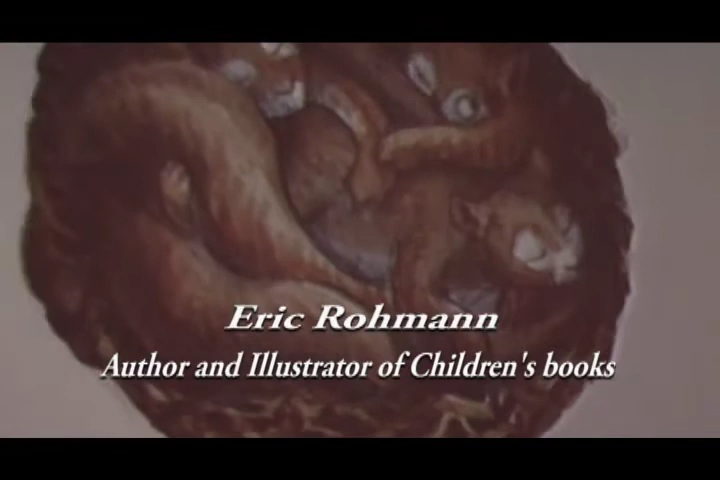 Eric Rohmann
Author and Illustrator of Children's books